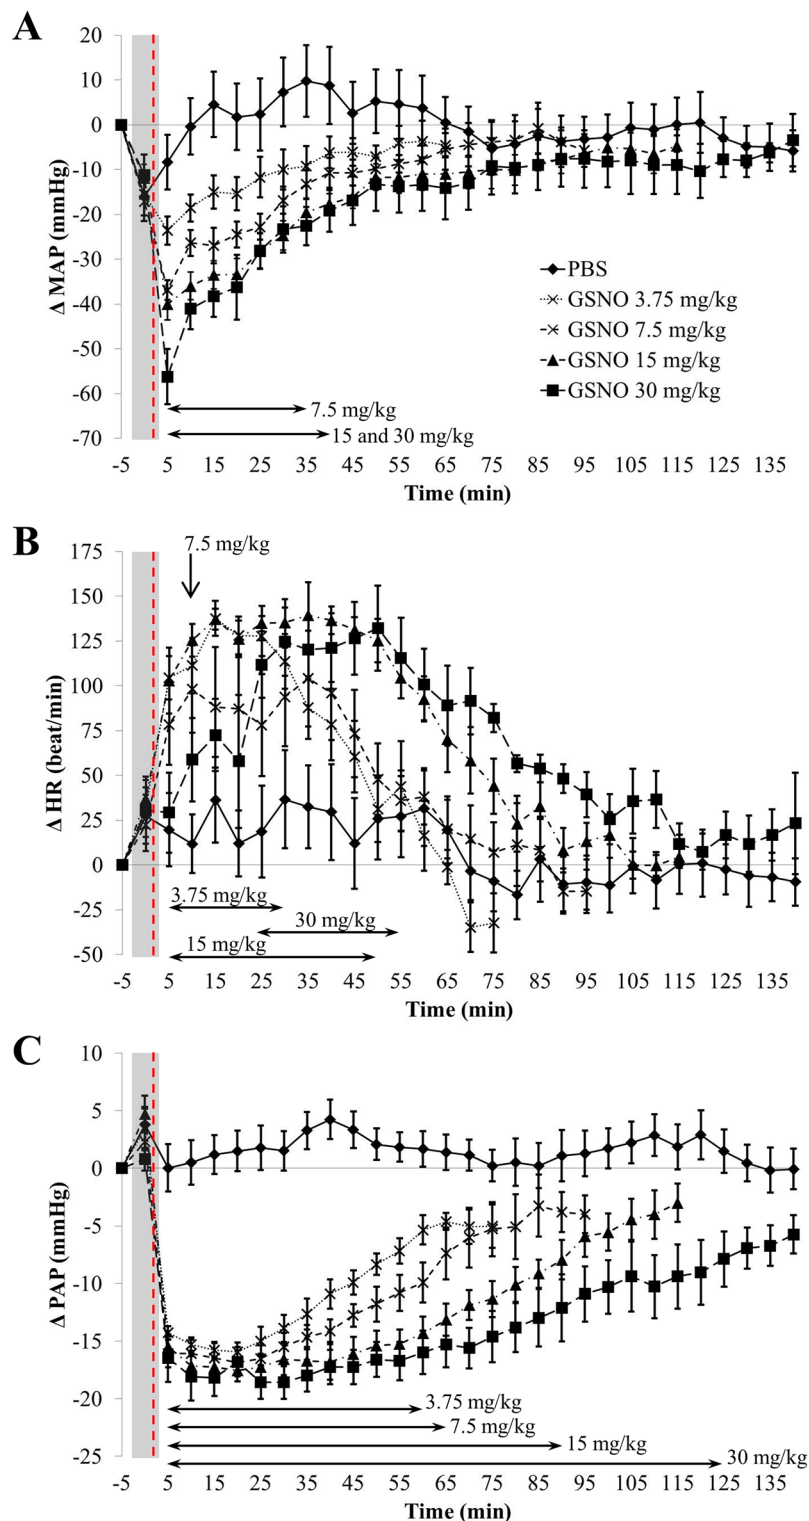 A
20
10
0
-10
-20
-30
-40
-50
-60
-70
Δ MAP (mmHg)
PBS
GSNO 3.75 mg/kg
GSNO 7.5 mg/kg
GSNO 15 mg/kg
GSNO 30 mg/kg
7.5 mg/kg
15 and 30 mg/kg
-5 5 15 25 35 45 55 65 75 85 95 105 115 125 135
Time (min)
B
175
150
125
100
75
50
25
0
-25
-50
Δ HR (beat/min)
7.5 mg/kg
3.75 mg/kg
30 mg/kg
15 mg/kg
-5 5 15 25 35 45 55 65 75 85 95 105 115 125 135
Time (min)
C
10
5
0
-5
-10
-15
-20
-25
Δ PAP (mmHg)
3.75 mg/kg
7.5 mg/kg
15 mg/kg
30 mg/kg
-5 5 15 25 35 45 55 65 75 85 95 105 115 125 135
Time (min)